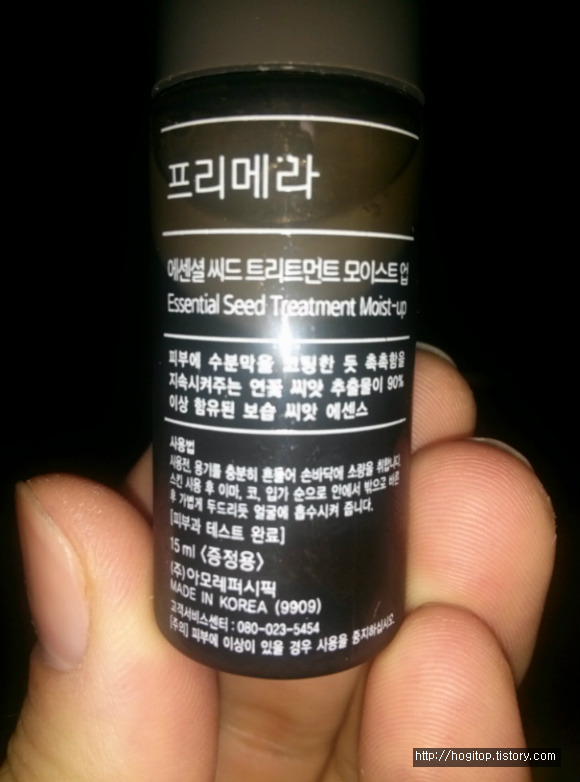 프리메라
에센셜 씨드 트리트먼트 모이스트 업
Essential Seed Treatment Moist-up
피부에 수분막을 코팅한 듯 촉촉함을
지속시켜주는 연꽃 씨앗 추출물이 90%
이상 함유된 보습 씨앗 에센스
사용법
사용전, 용기를 충분히 흔들어 손바닥에 소량을 취합니다.
스킨 사용 후 이마, 코, 입가 순으로 안에서 밖으로 바른
후 가볍게 두드리듯 얼굴에 흡수시켜 줍니다.
[피부과 테스트 완료]
15 ml <증정용>
(주)아모레퍼시픽
MADE IN KOREA (9909)
고객서비스센터 : 080-023-5454
[주의] 피부에 이상이 있을 경우 사용을 중지하십시오.
http://hogitop.tistory.com